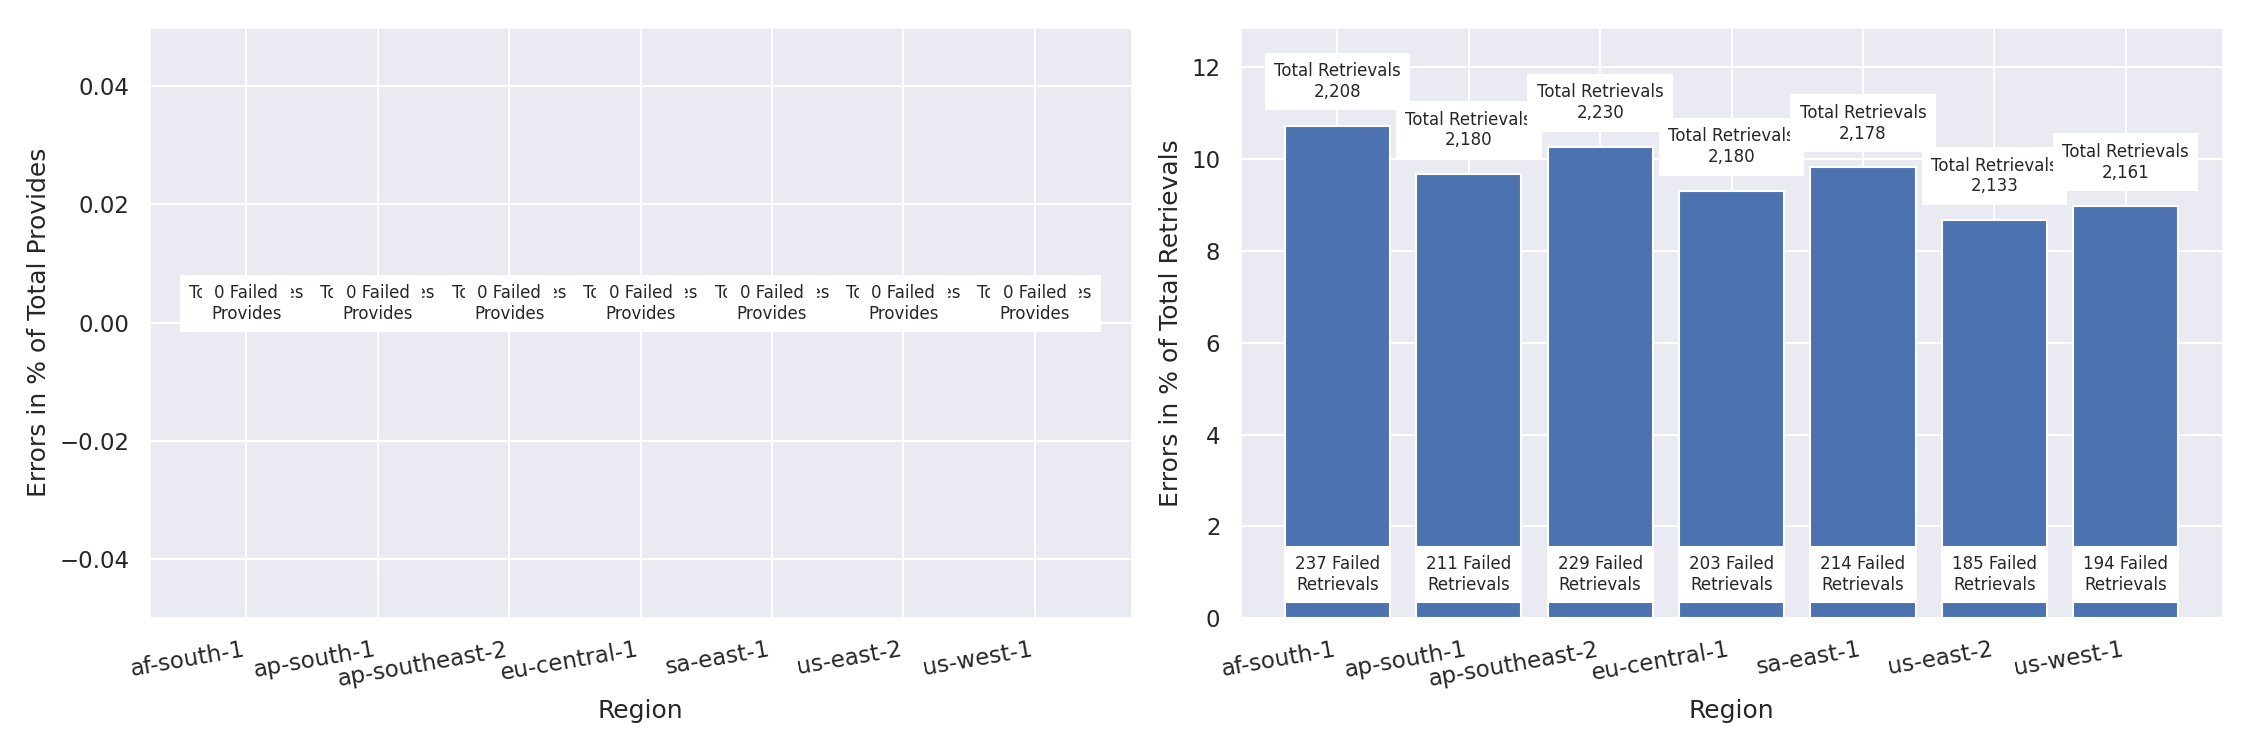 Errors in % of Total Provides
0.04
0.02
0.00
−0.02
−0.04
0 Failed
Provides
0 Failed
Provides
0 Failed
Provides
0 Failed
Provides
0 Failed
Provides
0 Failed
Provides
0 Failed
Provides
af-south-1
ap-south-1
ap-southeast-2
eu-central-1
sa-east-1
us-east-2
us-west-1
Region
Errors in % of Total Retrievals
12
10
8
6
4
2
0
Total Retrievals
2,208
Total Retrievals
2,180
Total Retrievals
2,230
Total Retrievals
2,180
Total Retrievals
2,178
Total Retrievals
2,133
Total Retrievals
2,161
237 Failed
Retrievals
211 Failed
Retrievals
229 Failed
Retrievals
203 Failed
Retrievals
214 Failed
Retrievals
185 Failed
Retrievals
194 Failed
Retrievals
af-south-1
ap-south-1
ap-southeast-2
eu-central-1
sa-east-1
us-east-2
us-west-1
Region